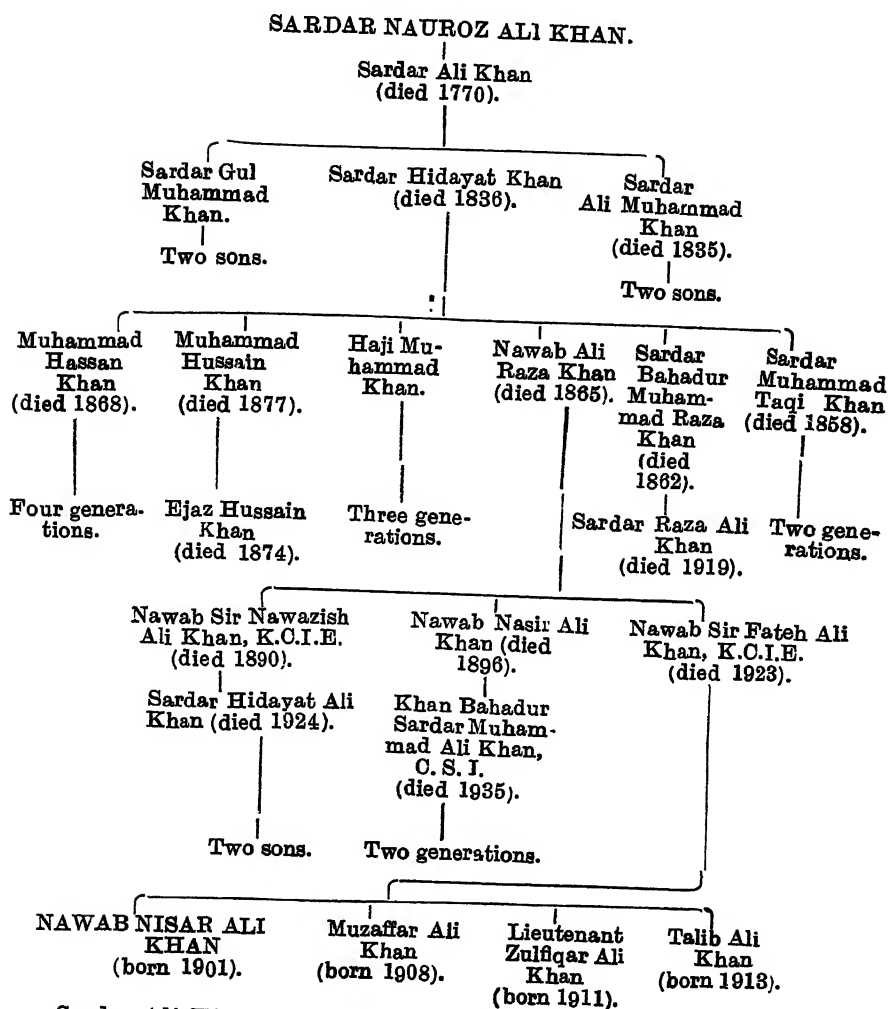 SARDAR NAUROZ ALI KHAN.
Sardar Ali Khan
(died 1770).
Sardar Gul
Muhammad
Khan.
Two sons.
Sardar Hidayat Khan
(died 1836).
Sardar
Ali Muhammad
Khan
(died 1835).
Two sons.
Muhammad
Hassan
Khan
(died 1868).
Four genera-
tions.
Muhammad
Hussain
Khan
(died 1877).
Ejaz Hussain
Khan
(died 1874).
Haji Mu-
hammad
Khan.
Three gene-
rations.
Nawab Ali
Raza Khan
(died 1865).
Sardar
Bahadur
Muham-
mad Raza
Khan
(died
1862).
Sardar Raza Ali
Khan
(died 1919).
Sardar
Muhammad
Taqi Khan
(died 1858).
Two gene-
rations.
Nawab Sir Nawazish
Ali Khan, K.C.I.E.
(died 1890).
Sardar Hidayat Ali
Khan (died 1924).
Two sons.
Nawab Nasir Ali
Khan (died
1896).
Khan Bahadur
Sardar Muham-
mad Ali Khan,
C. S. I.
(died 1935).
Two generations.
Nawab Sir Fateh Ali
Khan, K.C.I.E.
(died 1923).
NAWAB NISAR ALI
KHAN
(born 1901).
Muzaffar Ali
Khan
(born 1908).
Lieutenant
Zulfiqar Ali
Khan
(born 1911).
Talib Ali
Khan
(born 1913).